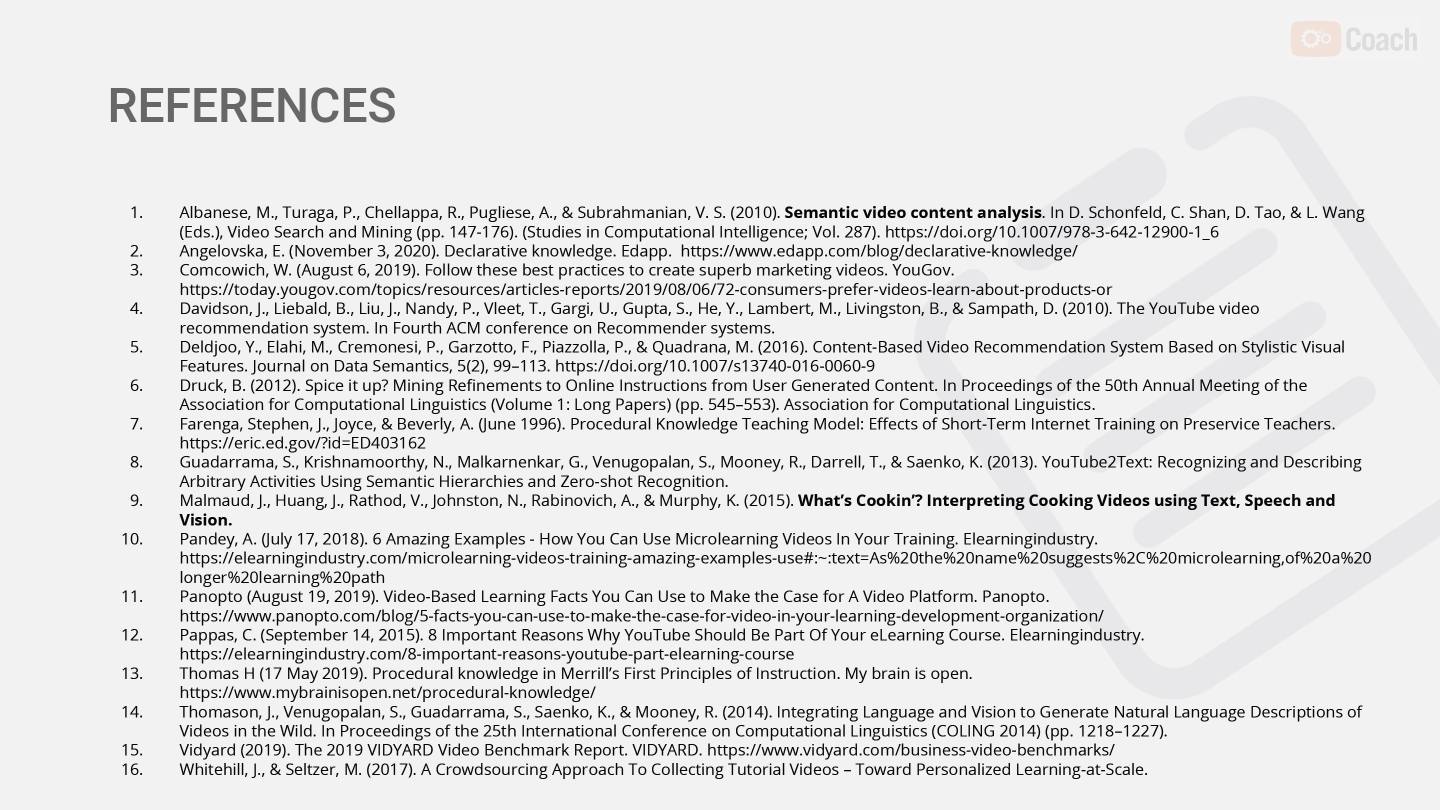 Coach
REFERENCES
1. Albanese, M., Turaga, P., Chellappa, R., Pugliese, A., & Subrahmanian, V. S. (2010). Semantic video content analysis. In D. Schonfeld, C. Shan, D. Tao, & L. Wang
(Eds.), Video Search and Mining (pp. 147-176). (Studies in Computational Intelligence; Vol. 287). https://doi.org/10.1007/978-3-642-12900-1_6
2. Angelovska, E. (November 3, 2020). Declarative knowledge. Edapp.  https://www.edapp.com/blog/declarative-knowledge/
3. Comcowich, W. (August 6, 2019). Follow these best practices to create superb marketing videos. YouGov.
https://today.yougov.com/topics/resources/articles-reports/2019/08/06/72-consumers-prefer-videos-learn-about-products-or
4. Davidson, J., Liebald, B., Liu, J., Nandy, P., Vleet, T., Gargi, U., Gupta, S., He, Y., Lambert, M., Livingston, B., & Sampath, D. (2010). The YouTube video
recommendation system. In Fourth ACM conference on Recommender systems.
5. Deldjoo, Y., Elahi, M., Cremonesi, P., Garzotto, F., Piazzolla, P., & Quadrana, M. (2016). Content-Based Video Recommendation System Based on Stylistic Visual
Features. Journal on Data Semantics, 5(2), 99–113. https://doi.org/10.1007/s13740-016-0060-9
6. Druck, B. (2012). Spice it up? Mining Refinements to Online Instructions from User Generated Content. In Proceedings of the 50th Annual Meeting of the
Association for Computational Linguistics (Volume 1: Long Papers) (pp. 545–553). Association for Computational Linguistics.
7. Farenga, Stephen, J., Joyce, & Beverly, A. (June 1996). Procedural Knowledge Teaching Model: Effects of Short-Term Internet Training on Preservice Teachers.
https://eric.ed.gov/?id=ED403162
8. Guadarrama, S., Krishnamoorthy, N., Malkarnenkar, G., Venugopalan, S., Mooney, R., Darrell, T., & Saenko, K. (2013). YouTube2Text: Recognizing and Describing
Arbitrary Activities Using Semantic Hierarchies and Zero-shot Recognition.
9. Malmaud, J., Huang, J., Rathod, V., Johnston, N., Rabinovich, A., & Murphy, K. (2015). What’s Cookin’? Interpreting Cooking Videos using Text, Speech and
Vision.
10. Pandey, A. (July 17, 2018). 6 Amazing Examples - How You Can Use Microlearning Videos In Your Training. Elearningindustry.
https://elearningindustry.com/microlearning-videos-training-amazing-examples-use#:~:text=As%20the%20name%20suggests%2C%20microlearning,of%20a%20
longer%20learning%20path
11. Panopto (August 19, 2019). Video-Based Learning Facts You Can Use to Make the Case for A Video Platform. Panopto.
https://www.panopto.com/blog/5-facts-you-can-use-to-make-the-case-for-video-in-your-learning-development-organization/
12. Pappas, C. (September 14, 2015). 8 Important Reasons Why YouTube Should Be Part Of Your eLearning Course. Elearningindustry.
https://elearningindustry.com/8-important-reasons-youtube-part-elearning-course
13. Thomas H (17 May 2019). Procedural knowledge in Merrill’s First Principles of Instruction. My brain is open.
https://www.mybrainisopen.net/procedural-knowledge/
14. Thomason, J., Venugopalan, S., Guadarrama, S., Saenko, K., & Mooney, R. (2014). Integrating Language and Vision to Generate Natural Language Descriptions of
Videos in the Wild. In Proceedings of the 25th International Conference on Computational Linguistics (COLING 2014) (pp. 1218–1227).
15. Vidyard (2019). The 2019 VIDYARD Video Benchmark Report. VIDYARD. https://www.vidyard.com/business-video-benchmarks/
16. Whitehill, J., & Seltzer, M. (2017). A Crowdsourcing Approach To Collecting Tutorial Videos – Toward Personalized Learning-at-Scale.